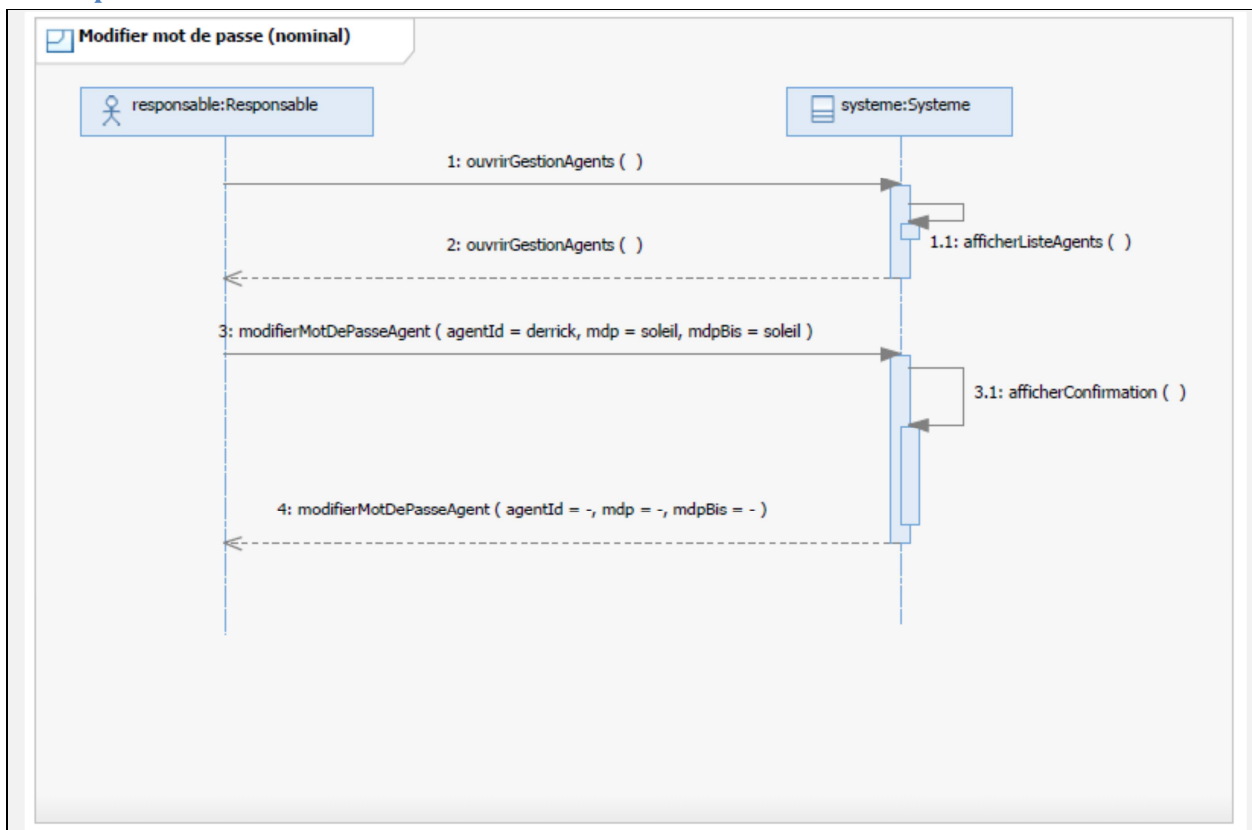 Modifier mot de passe (nominal)
responsable:Responsable
systeme:Systeme
1: ouvrirGestionAgents ( )
1.1: afficherListeAgents ( )
2: ouvrirGestionAgents ( )
3: modifierMotDePasseAgent ( agentId = derrick, mdp = soleil, mdpBis = soleil )
3.1: afficherConfirmation ( )
4: modifierMotDePasseAgent ( agentId = -, mdp = -, mdpBis = - )